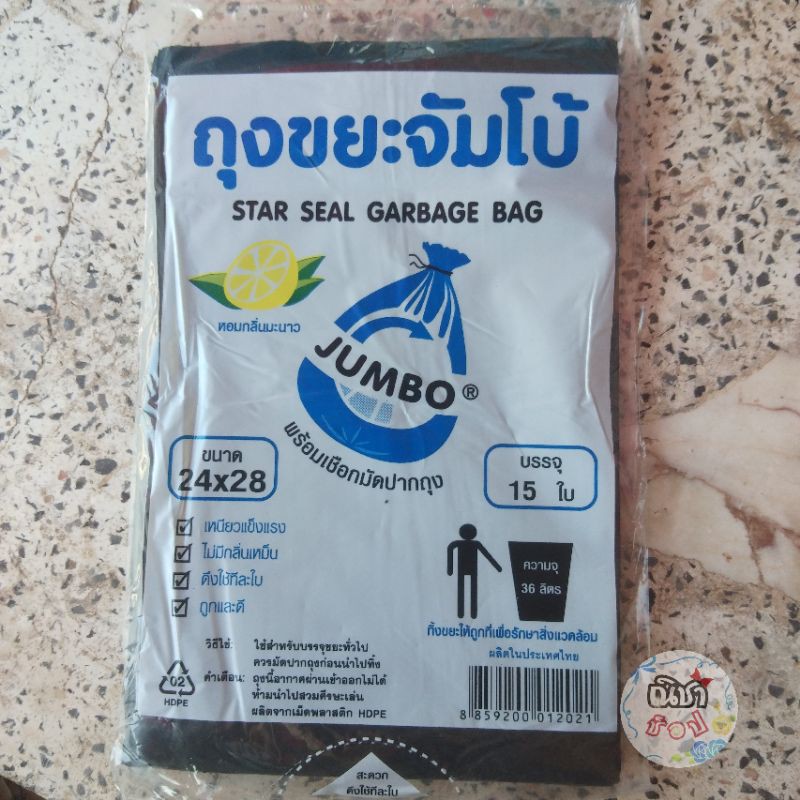 ถุงขยะจัมโบ้
STAR SEAL GARBAGE BAG
หอมกลิ่นมะนาว
JUMBO ®
พร้อมเชือกมัดปากถุง
ขนาด
24x28
บรรจุ
15 ใบ
เหนียวแข็งแรง
ไม่มีกลิ่นเหม็น
ดึงใช้ทีละใบ
ถูกและดี
ความจุ
36 ลิตร
ทิ้งขยะให้ถูกที่เพื่อรักษาสิ่งแวดล้อม
ผลิตในประเทศไทย
วิธีใช้: ใช้สำหรับบรรจุขยะทั่วไป
ควรมัดปากถุงก่อนนำไปทิ้ง
คำเตือน: ถุงนี้อากาศผ่านเข้าออกไม่ได้
ห้ามนำไปสวมศีรษะเล่น
ผลิตจากเม็ดพลาสติก HDPE
02
HDPE
8 859200 012021
ณิชา
ช็อป
สะดวก
ดึงใช้ทีละใบ